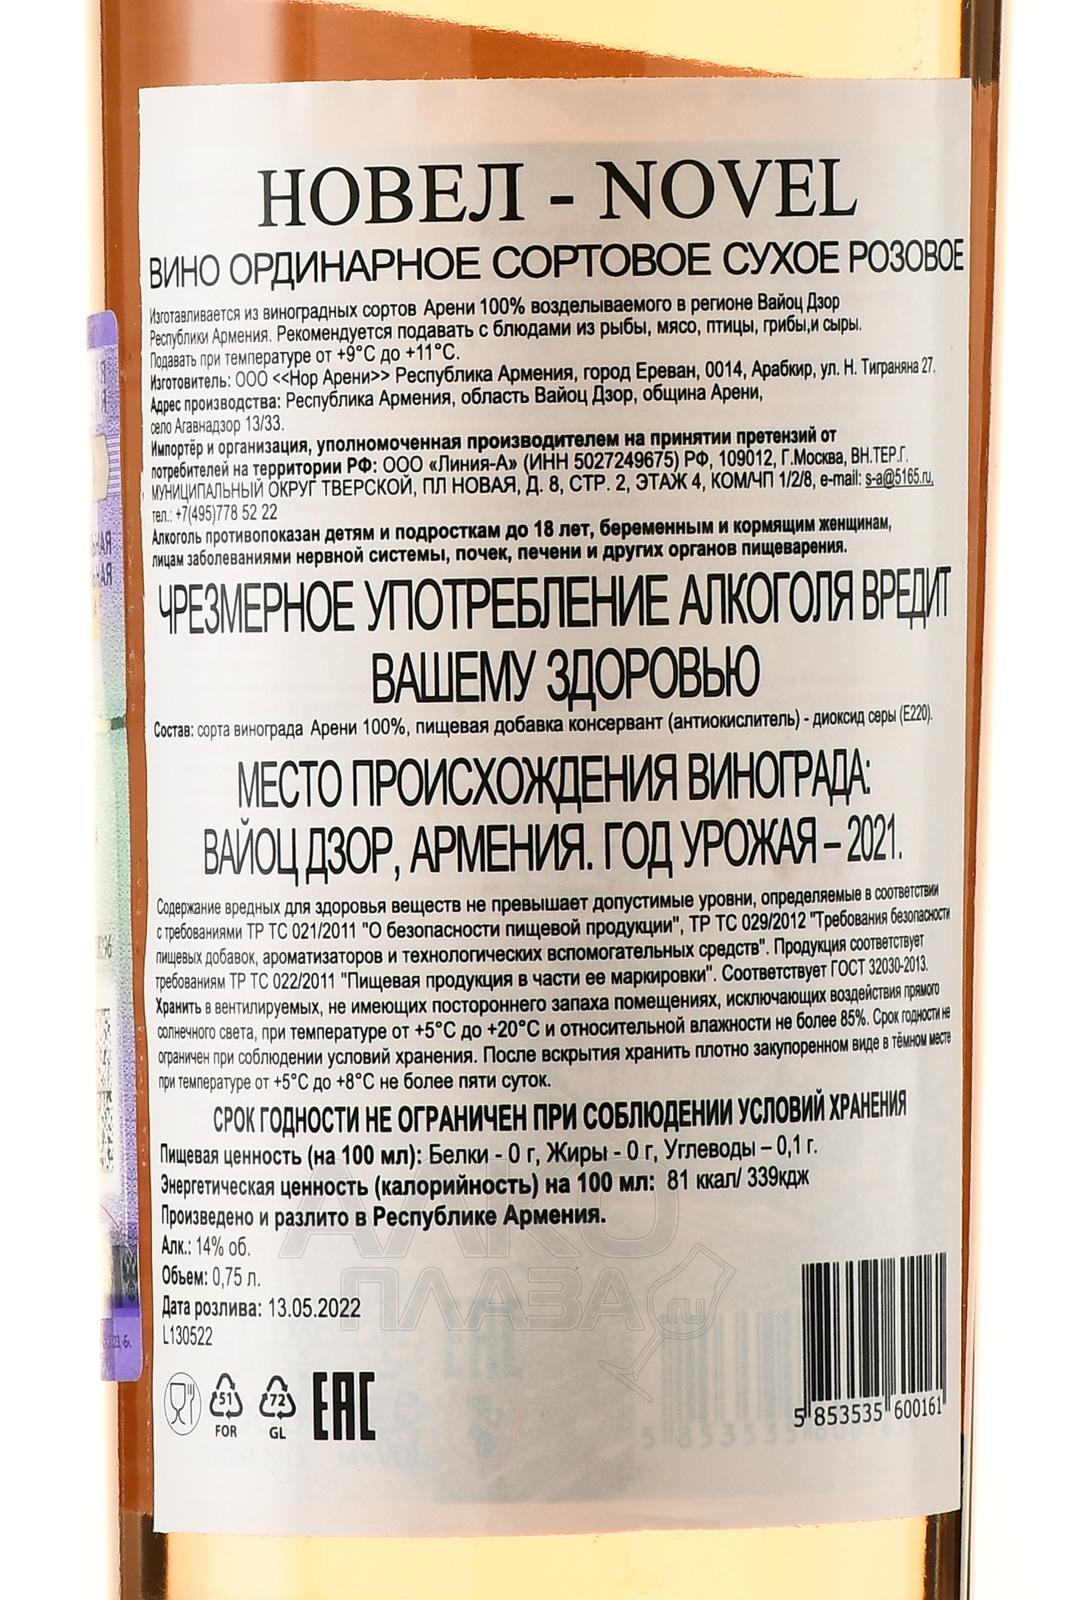 НОВЕЛ - NOVEL
ВИНО ОРДИНАРНОЕ СОРТОВОЕ СУХОЕ РОЗОВОЕ
Изготавливается из виноградных сортов Арени 100% возделываемого в регионе Вайоц Дзор
Республики Армения. Рекомендуется подавать с блюдами из рыбы, мясо, птицы, грибы,и сыры.
Подавать при температуре от +9°C до +11°C.
Изготовитель: ООО <<Нор Арени>> Республика Армения, город Ереван, 0014, Арабкир, ул. Н. Тиграняна 27.
Адрес производства: Республика Армения, область Вайоц Дзор, община Арени,
село Агавнадзор 13/33.
Импортёр и организация, уполномоченная производителем на принятии претензий от
потребителей на территории РФ: ООО «Линия-А» (ИНН 5027249675) РФ, 109012, Г.Москва, ВН.ТЕР.Г.
МУНИЦИПАЛЬНЫЙ ОКРУГ ТВЕРСКОЙ, ПЛ НОВАЯ, Д. 8, СТР. 2, ЭТАЖ 4, КОМ/ЧП 1/2/8, e-mail: s-a@5165.ru,
тел.: +7(495)778 52 22
Алкоголь противопоказан детям и подросткам до 18 лет, беременным и кормящим женщинам,
лицам заболеваниями нервной системы, почек, печени и других органов пищеварения.
ЧРЕЗМЕРНОЕ УПОТРЕБЛЕНИЕ АЛКОГОЛЯ ВРЕДИТ
ВАШЕМУ ЗДОРОВЬЮ
Состав: сорта винограда Арени 100%, пищевая добавка консервант (антиокислитель) - диоксид серы (E220).
МЕСТО ПРОИСХОЖДЕНИЯ ВИНОГРАДА:
ВАЙОЦ ДЗОР, АРМЕНИЯ. ГОД УРОЖАЯ – 2021.
Содержание вредных для здоровья веществ не превышает допустимые уровни, определяемые в соответствии
с требованиями ТР ТС 021/2011 "О безопасности пищевой продукции", ТР ТС 029/2012 "Требования безопасности
пищевых добавок, ароматизаторов и технологических вспомогательных средств". Продукция соответствует
требованиям ТР ТС 022/2011 "Пищевая продукция в части ее маркировки". Соответствует ГОСТ 32030-2013.
Хранить в вентилируемых, не имеющих постороннего запаха помещениях, исключающих воздействия прямого
солнечного света, при температуре от +5°C до +20°C и относительной влажности не более 85%. Срок годности не
ограничен при соблюдении условий хранения. После вскрытия хранить плотно закупоренном виде в тёмном месте
при температуре от +5°C до +8°C не более пяти суток.
СРОК ГОДНОСТИ НЕ ОГРАНИЧЕН ПРИ СОБЛЮДЕНИИ УСЛОВИЙ ХРАНЕНИЯ
Пищевая ценность (на 100 мл): Белки - 0 г, Жиры - 0 г, Углеводы – 0,1 г.
Энергетическая ценность (калорийность) на 100 мл: 81 ккал/ 339кдж
Произведено и разлито в Республике Армения.
Алк.: 14% об.
Объем: 0,75 л.
Дата розлива: 13.05.2022
L130522
51 72 EAC
FOR GL
5 853535 600161
АЛКО
ПЛАЗА.ru